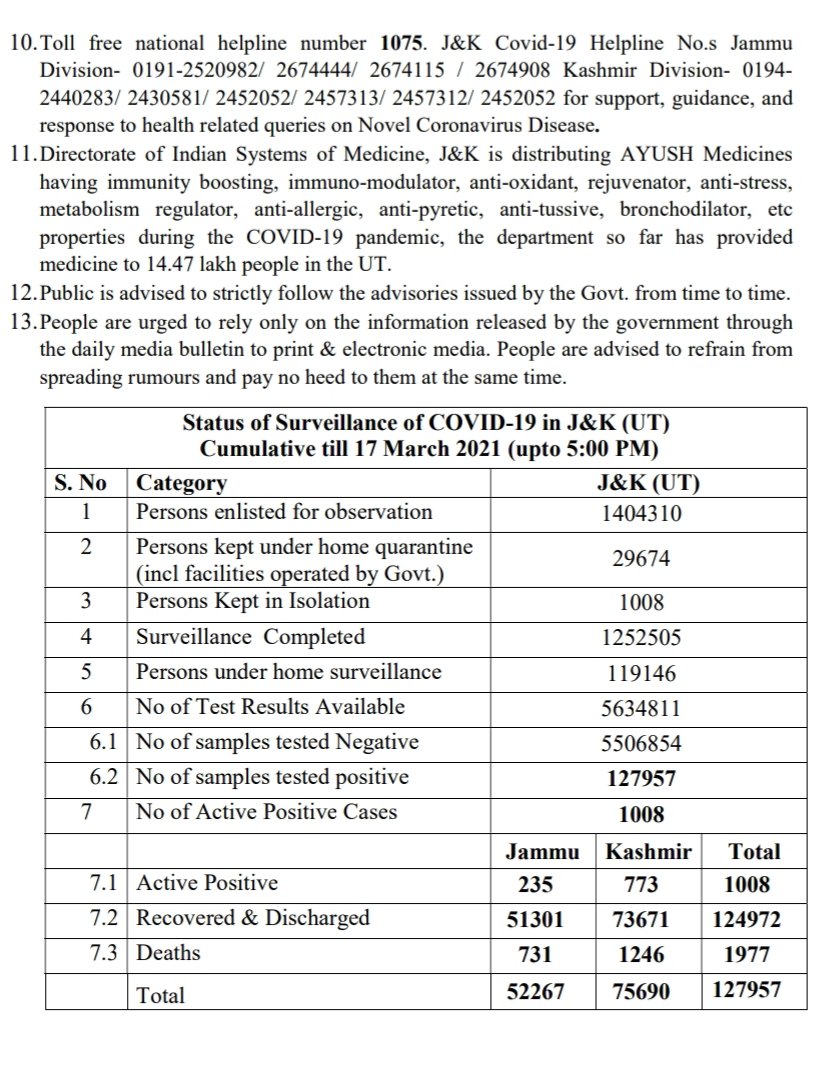 10.Toll free national helpline number 1075. J&K Covid-19 Helpline No.s Jammu
Division- 0191-2520982/ 2674444/ 2674115 / 2674908 Kashmir Division- 0194-
2440283/ 2430581/ 2452052/ 2457313/ 2457312/ 2452052 for support, guidance, and
response to health related queries on Novel Coronavirus Disease.
11.Directorate of Indian Systems of Medicine, J&K is distributing AYUSH Medicines
having immunity boosting, immuno-modulator, anti-oxidant, rejuvenator, anti-stress,
metabolism regulator, anti-allergic, anti-pyretic, anti-tussive, bronchodilator, etc
properties during the COVID-19 pandemic, the department so far has provided
medicine to 14.47 lakh people in the UT.
12.Public is advised to strictly follow the advisories issued by the Govt. from time to time.
13.People are urged to rely only on the information released by the government through
the daily media bulletin to print & electronic media. People are advised to refrain from
spreading rumours and pay no heed to them at the same time.
Status of Surveillance of COVID-19 in J&K (UT)
Cumulative till 17 March 2021 (upto 5:00 PM)
S. No Category J&K (UT)
1 Persons enlisted for observation 1404310
2 Persons kept under home quarantine
(incl facilities operated by Govt.) 29674
3 Persons Kept in Isolation 1008
4 Surveillance Completed 1252505
5 Persons under home surveillance 119146
6 No of Test Results Available 5634811
6.1 No of samples tested Negative 5506854
6.2 No of samples tested positive 127957
7 No of Active Positive Cases 1008
Jammu Kashmir Total
7.1 Active Positive 235 773 1008
7.2 Recovered & Discharged 51301 73671 124972
7.3 Deaths 731 1246 1977
Total 52267 75690 127957